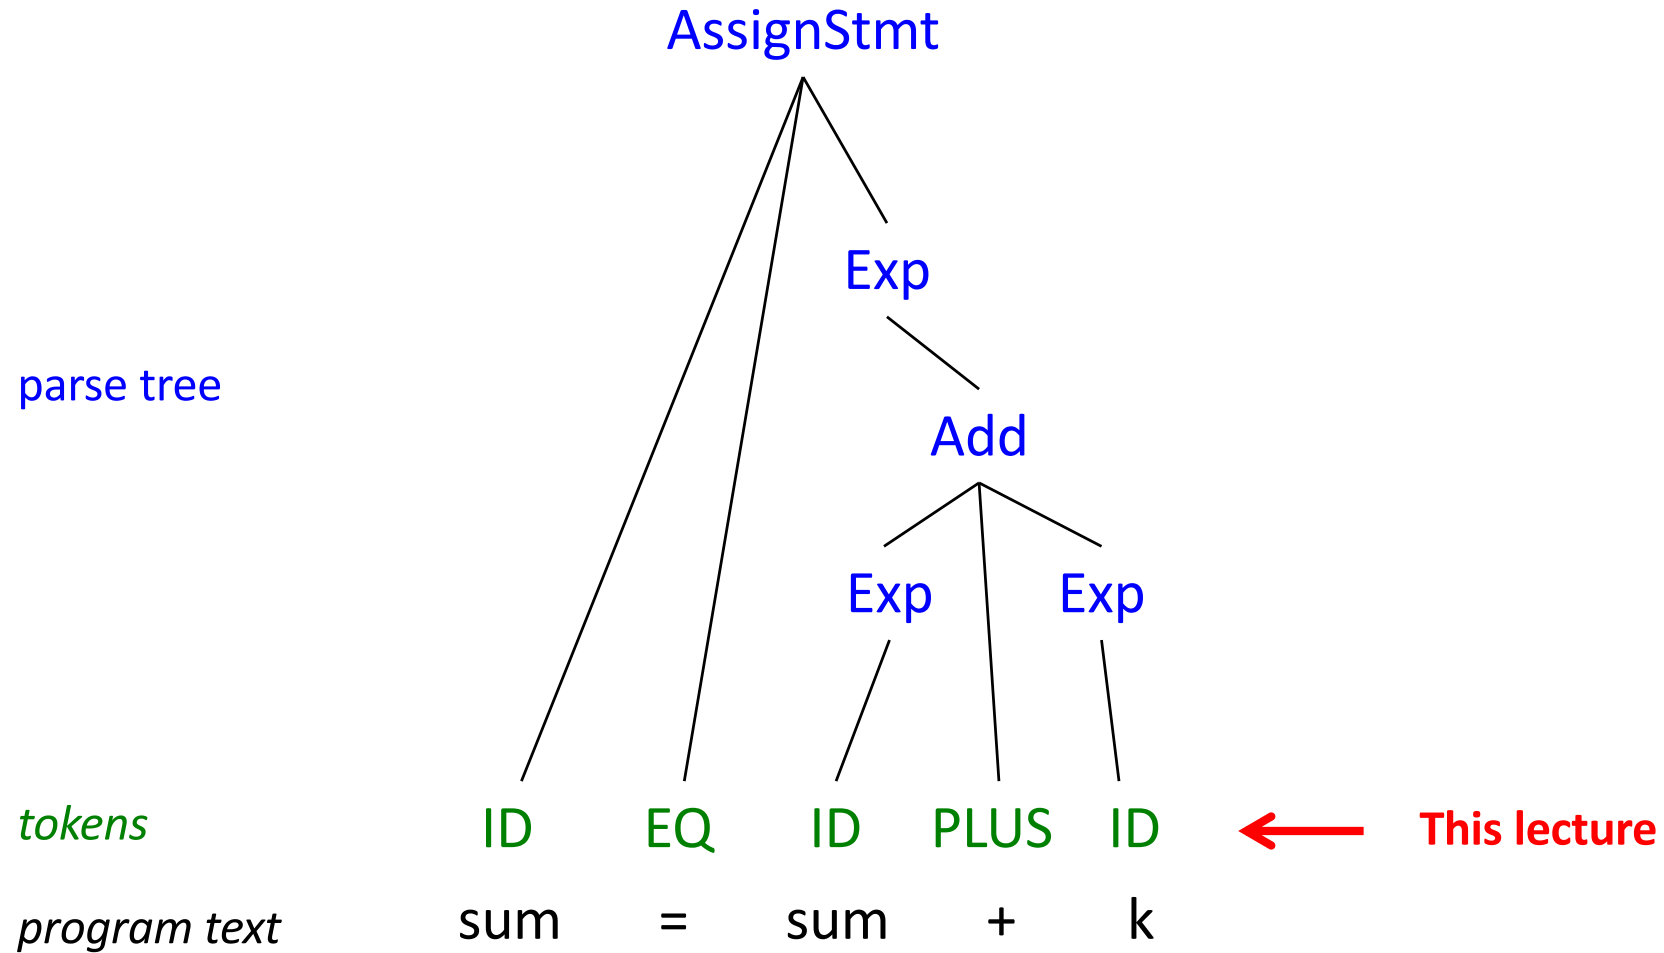 AssignStmt
Exp
parse tree
Add
Exp Exp
tokens ID EQ ID PLUS ID This lecture
program text sum = sum + k